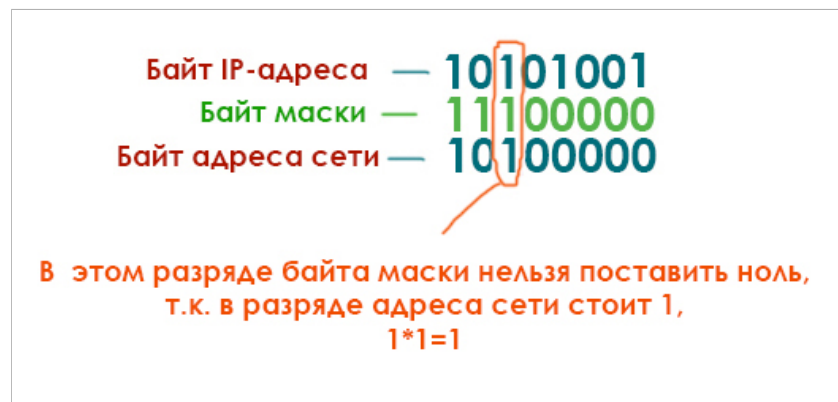 Байт IP-адреса — 10101001
Байт маски — 11100000
Байт адреса сети — 10100000
В этом разряде байта маски нельзя поставить ноль,
т.к. в разряде адреса сети стоит 1,
1*1=1